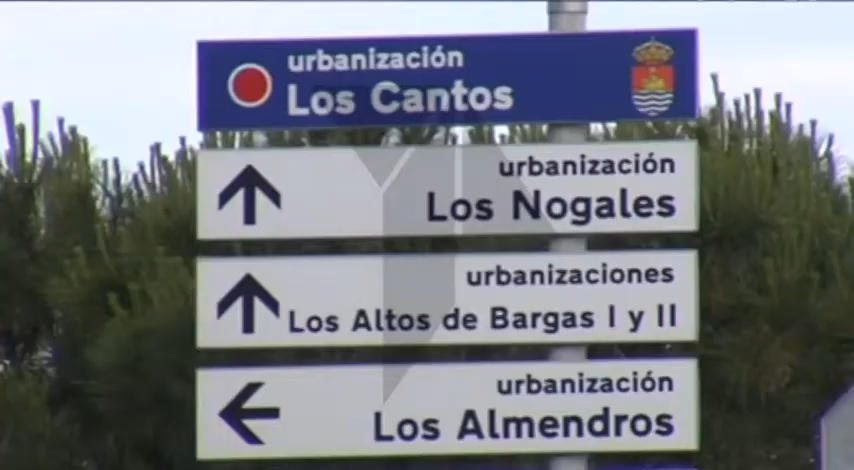 urbanización
Los Cantos
urbanización
Los Nogales
urbanizaciones
Los Altos de Bargas I y II
urbanización
Los Almendros